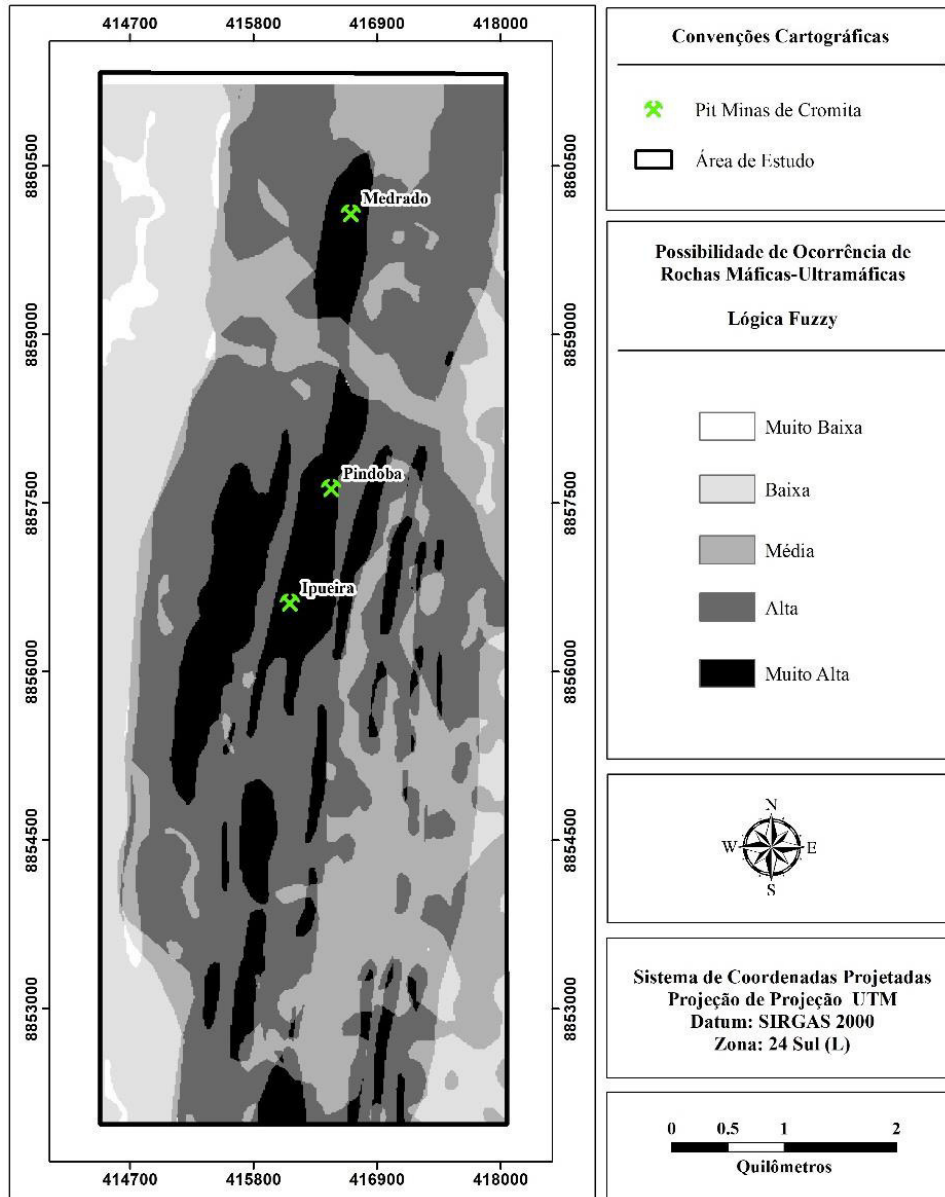 414700 415800 416900 418000
8860500
8859000
8857500
8856000
8854500
8853000
Medrado
Pindoba
Ipueira
8860500
8859000
8857500
8856000
8854500
8853000
414700 415800 416900 418000
Convenções Cartográficas
Pit Minas de Cromita
Área de Estudo
Possibilidade de Ocorrência de
Rochas Máficas-Ultramáficas
Lógica Fuzzy
Muito Baixa
Baixa
Média
Alta
Muito Alta
N
W E
S
Sistema de Coordenadas Projetadas
Projeção de Projeção UTM
Datum: SIRGAS 2000
Zona: 24 Sul (L)
0 0.5 1 2
Quilômetros